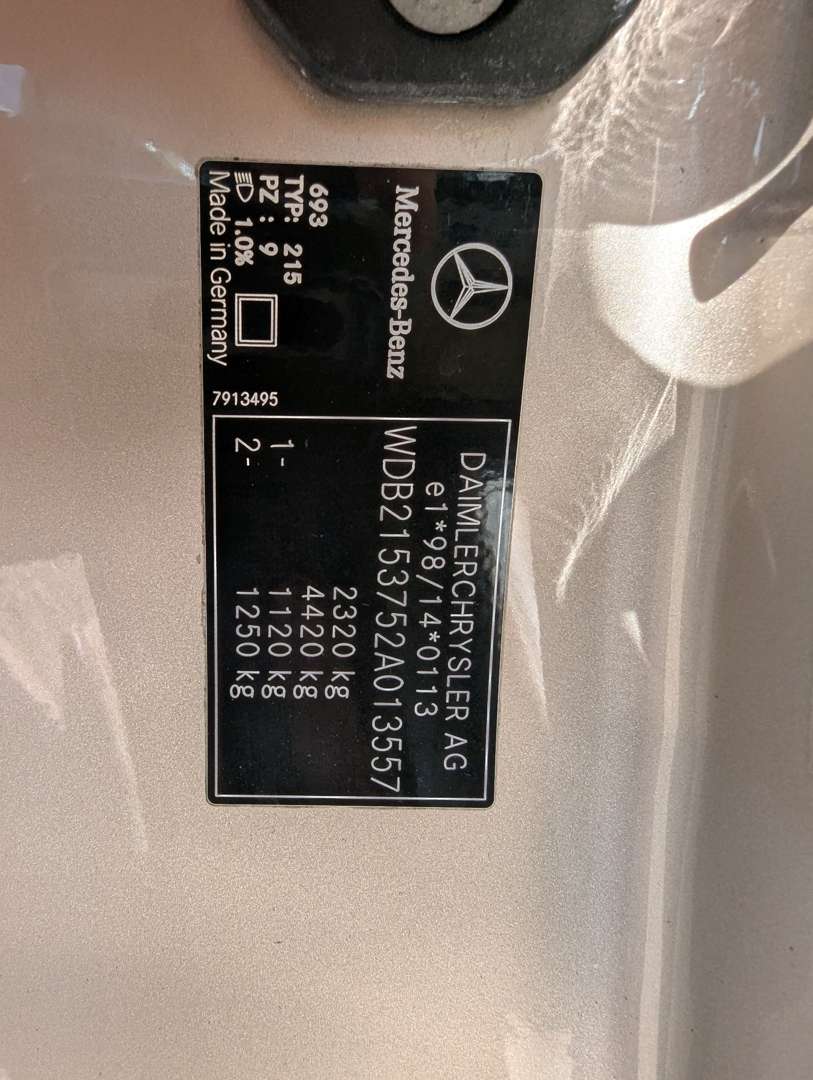 Mercedes-Benz
693
TYP: 215
PZ : 9
1.0%
Made in Germany
7913495
DAIMLERCHRYSLER AG
e1*98/14*0113
WDB2153752A013557
2320 kg
4420 kg
1- 1120 kg
2- 1250 kg